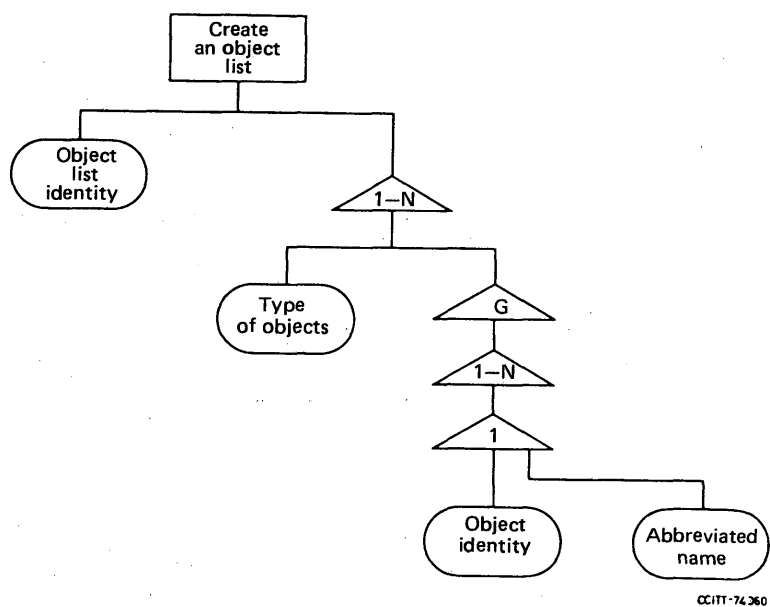 Create
an object
list
Object
list
identity
1–N
Type
of objects
G
1–N
1
Object
identity
Abbreviated
name
CCITT-74360